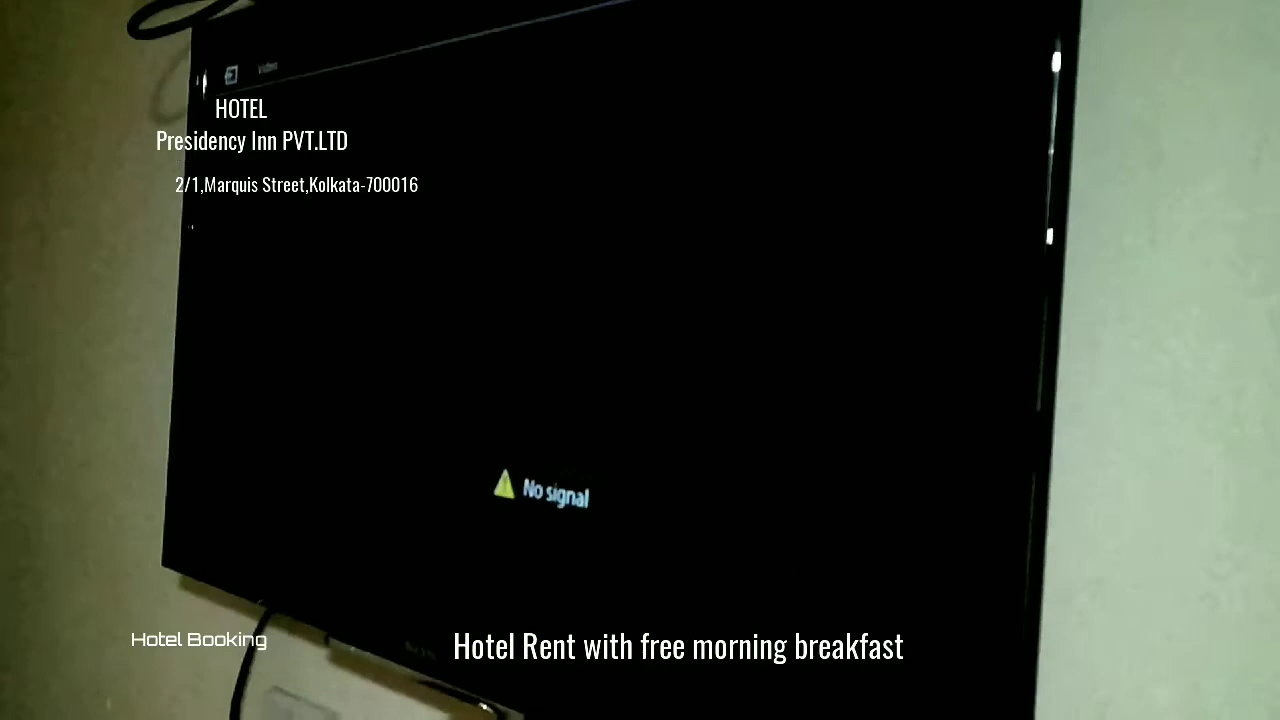 Video
HOTEL
Presidency Inn PVT.LTD
2/1,Marquis Street,Kolkata-700016
No signal
Hotel Booking
Hotel Rent with free morning breakfast